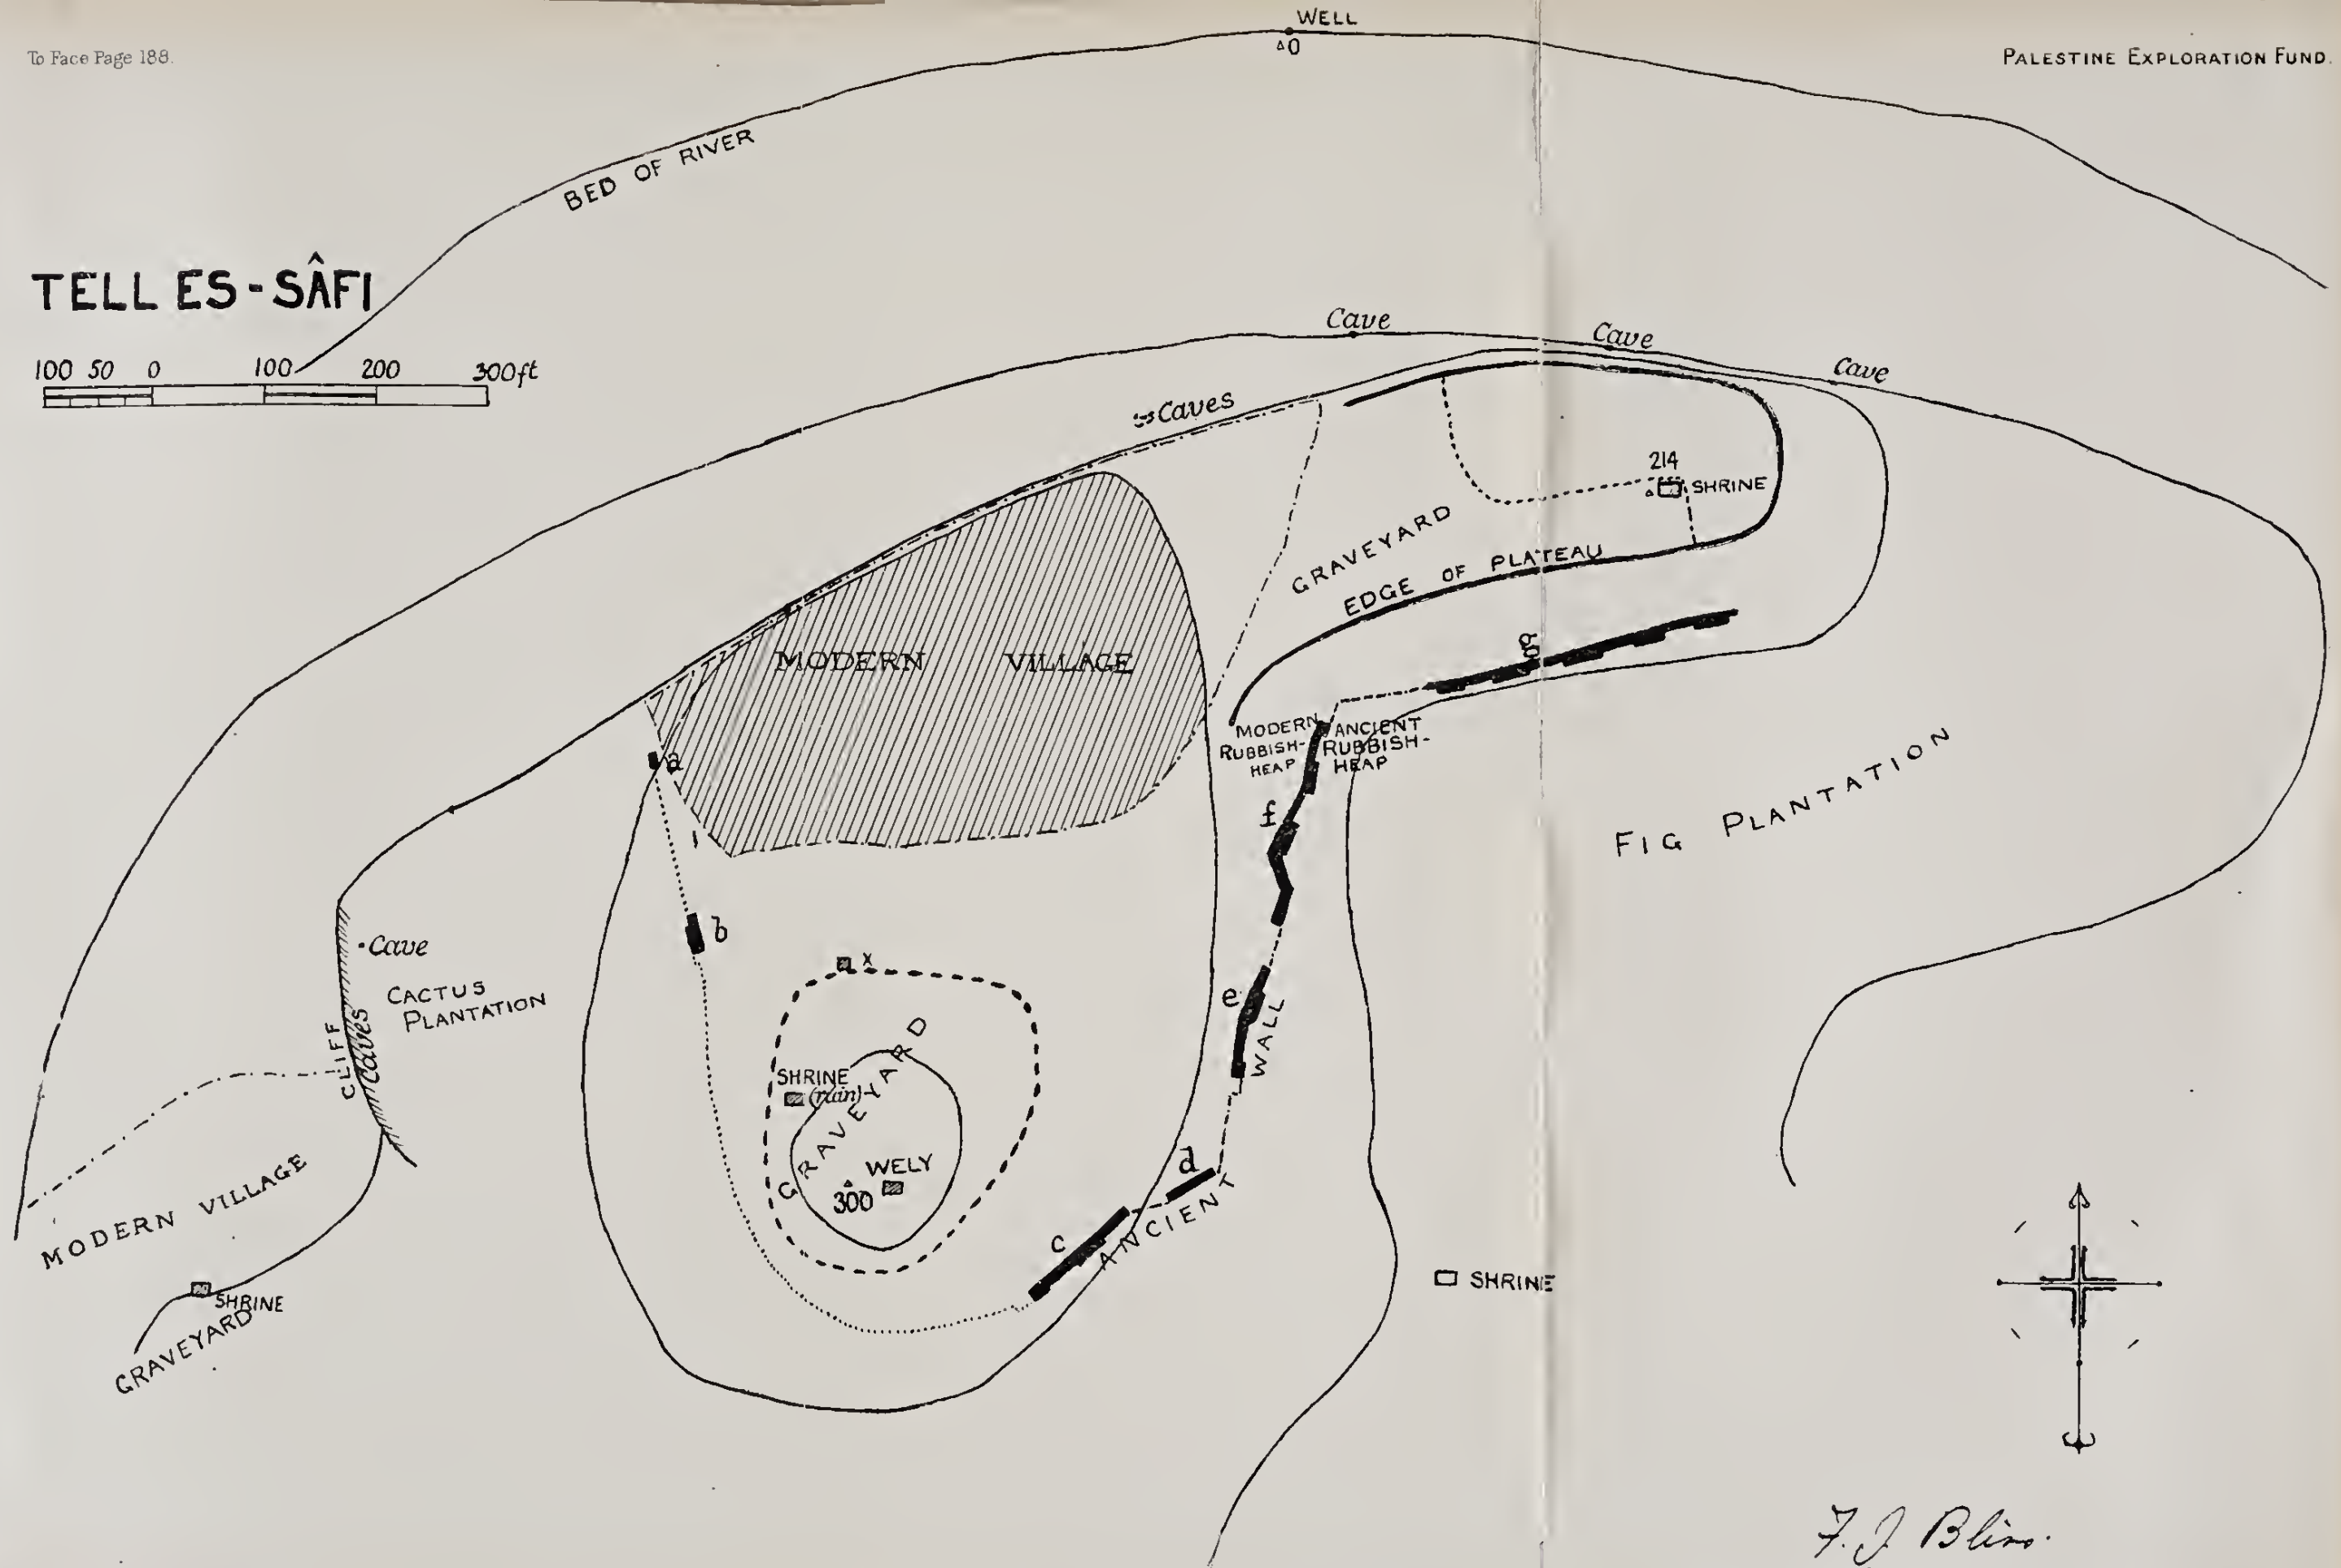 To Face Page 188.
WELL
△0
PALESTINE EXPLORATION FUND.
BED OF RIVER
TELL ES-SÂFI
100 50 0 100 200 300ft
Cave
Cave
Cave
Caves
214
SHRINE
GRAVEYARD
EDGE OF PLATEAU
MODERN VILLAGE
g
MODERN
RUBBISH-
HEAP
ANCIENT
RUBBISH-
HEAP
a
f
FIG PLANTATION
b
Cave
x
CACTUS
PLANTATION
e
WALL
CLIFF
Caves
SHRINE
(ruin)
GRAVEYARD
WELY
300
d
c
ANCIENT
MODERN VILLAGE
SHRINE
SHRINE
GRAVEYARD
F. J. Bliss.